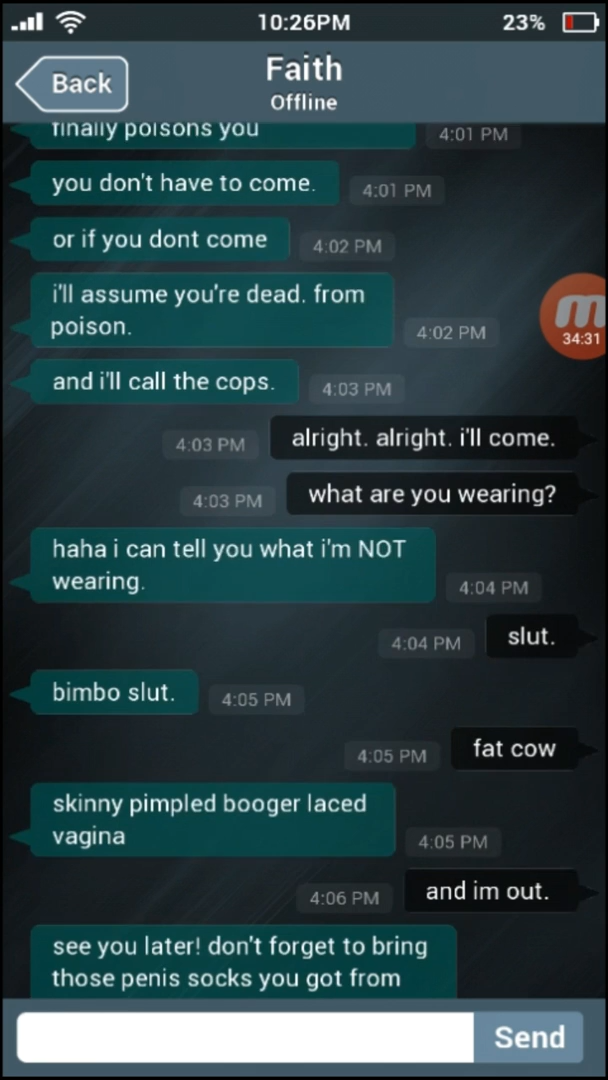 10:26PM
23%
Back
Faith
Offline
finally poisons you
4:01 PM
you don't have to come.
4:01 PM
or if you dont come
4:02 PM
i'll assume you're dead. from
poison.
4:02 PM
m
34:31
and i'll call the cops.
4:03 PM
4:03 PM
alright. alright. i'll come.
4:03 PM
what are you wearing?
haha i can tell you what i'm NOT
wearing.
4:04 PM
4:04 PM
slut.
bimbo slut.
4:05 PM
4:05 PM
fat cow
skinny pimpled booger laced
vagina
4:05 PM
4:06 PM
and im out.
see you later! don't forget to bring
those penis socks you got from
Send